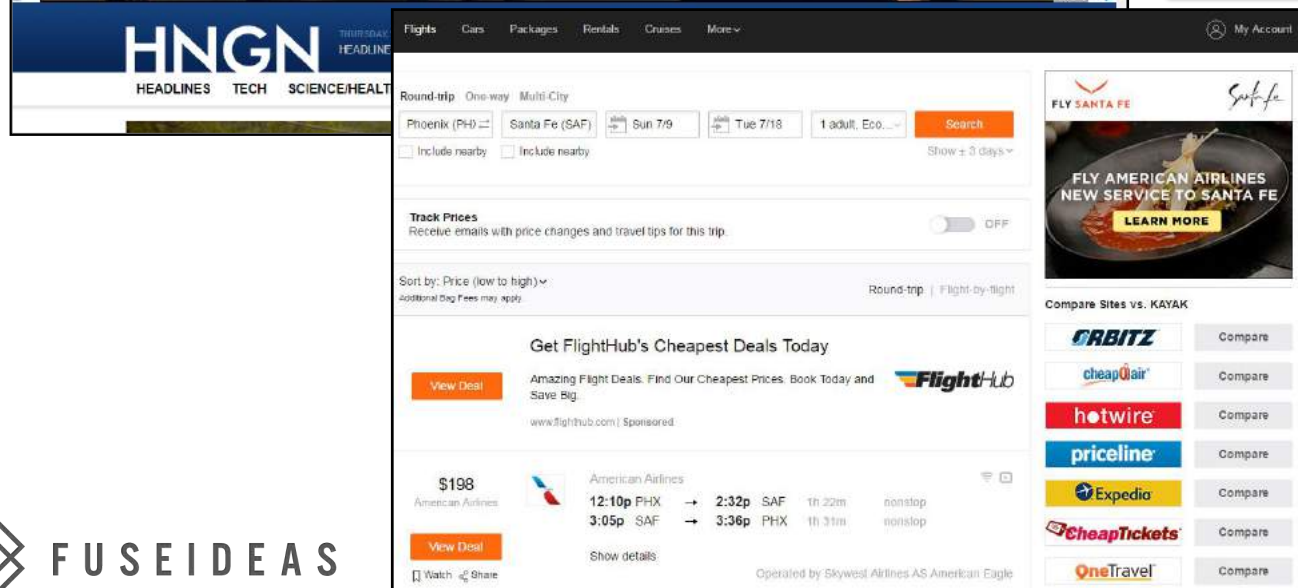 HNGN
THURSDAY
HEADLINE
HEADLINES TECH SCIENCE/HEALT
Flights Cars Packages Rentals Cruises More
My Account
Round-trip One-way Multi-City
Phoenix (PH) Santa Fe (SAF) Sun 7/9 Tue 7/18 1 adult, Eco... Search
Include nearby Include nearby Show ± 3 days
Track Prices
Receive emails with price changes and travel tips for this trip.
OFF
Sort by: Price (low to high)
Additional Bag Fees may apply.
Round-trip | Flight-by-flight
Get FlightHub's Cheapest Deals Today
View Deal
Amazing Flight Deals. Find Our Cheapest Prices. Book Today and
Save Big.
www.flighthub.com | Sponsored
FlightHub
$198
American Airlines
View Deal
Watch Share
American Airlines
12:10p PHX → 2:32p SAF 1h 22m nonstop
3:05p SAF → 3:36p PHX 1h 31m nonstop
Show details
Operated by Skywest Airlines AS American Eagle
FLY SANTA FE
Santa fe
FLY AMERICAN AIRLINES
NEW SERVICE TO SANTA FE
LEARN MORE
Compare Sites vs. KAYAK
ORBITZ Compare
cheapOair Compare
hotwire Compare
priceline Compare
Expedia Compare
CheapTickets Compare
OneTravel Compare
FUSEIDEAS